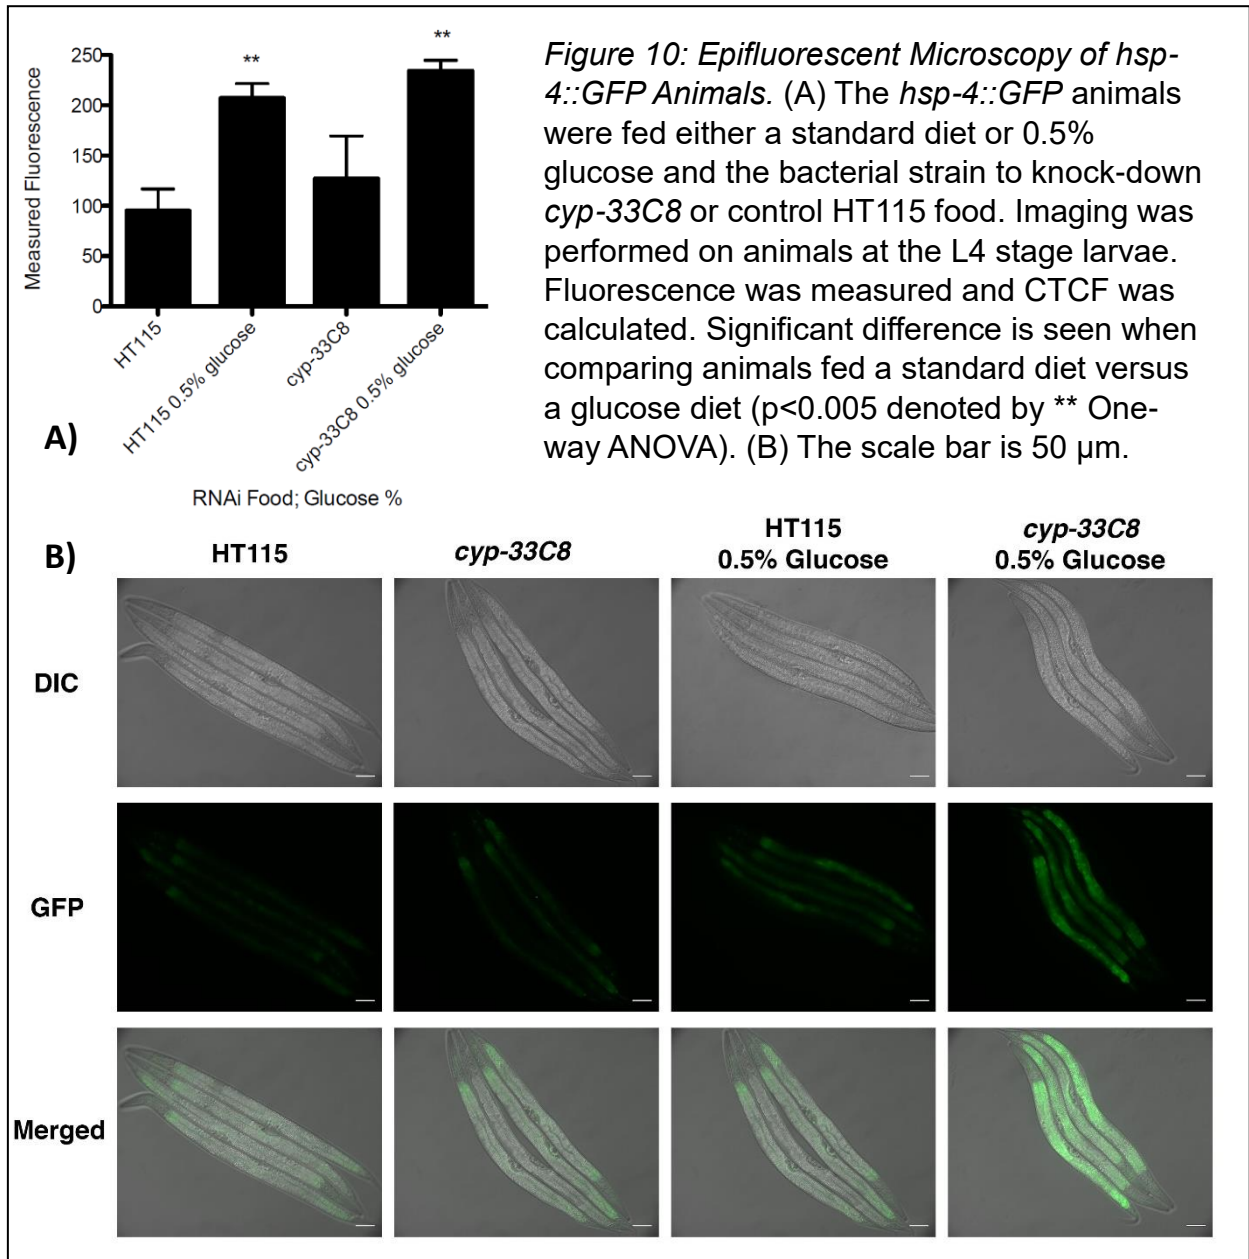 250
200
150
100
50
0
**
**
Measured Fluorescence
HT115
HT115 0.5% glucose
cyp-33C8
cyp-33C8 0.5% glucose
RNAi Food; Glucose %
A)
Figure 10: Epifluorescent Microscopy of hsp-
4::GFP Animals. (A) The hsp-4::GFP animals
were fed either a standard diet or 0.5%
glucose and the bacterial strain to knock-down
cyp-33C8 or control HT115 food. Imaging was
performed on animals at the L4 stage larvae.
Fluorescence was measured and CTCF was
calculated. Significant difference is seen when
comparing animals fed a standard diet versus
a glucose diet (p<0.005 denoted by ** One-
way ANOVA). (B) The scale bar is 50 µm.
B)
HT115
cyp-33C8
HT115
0.5% Glucose
cyp-33C8
0.5% Glucose
DIC
GFP
Merged